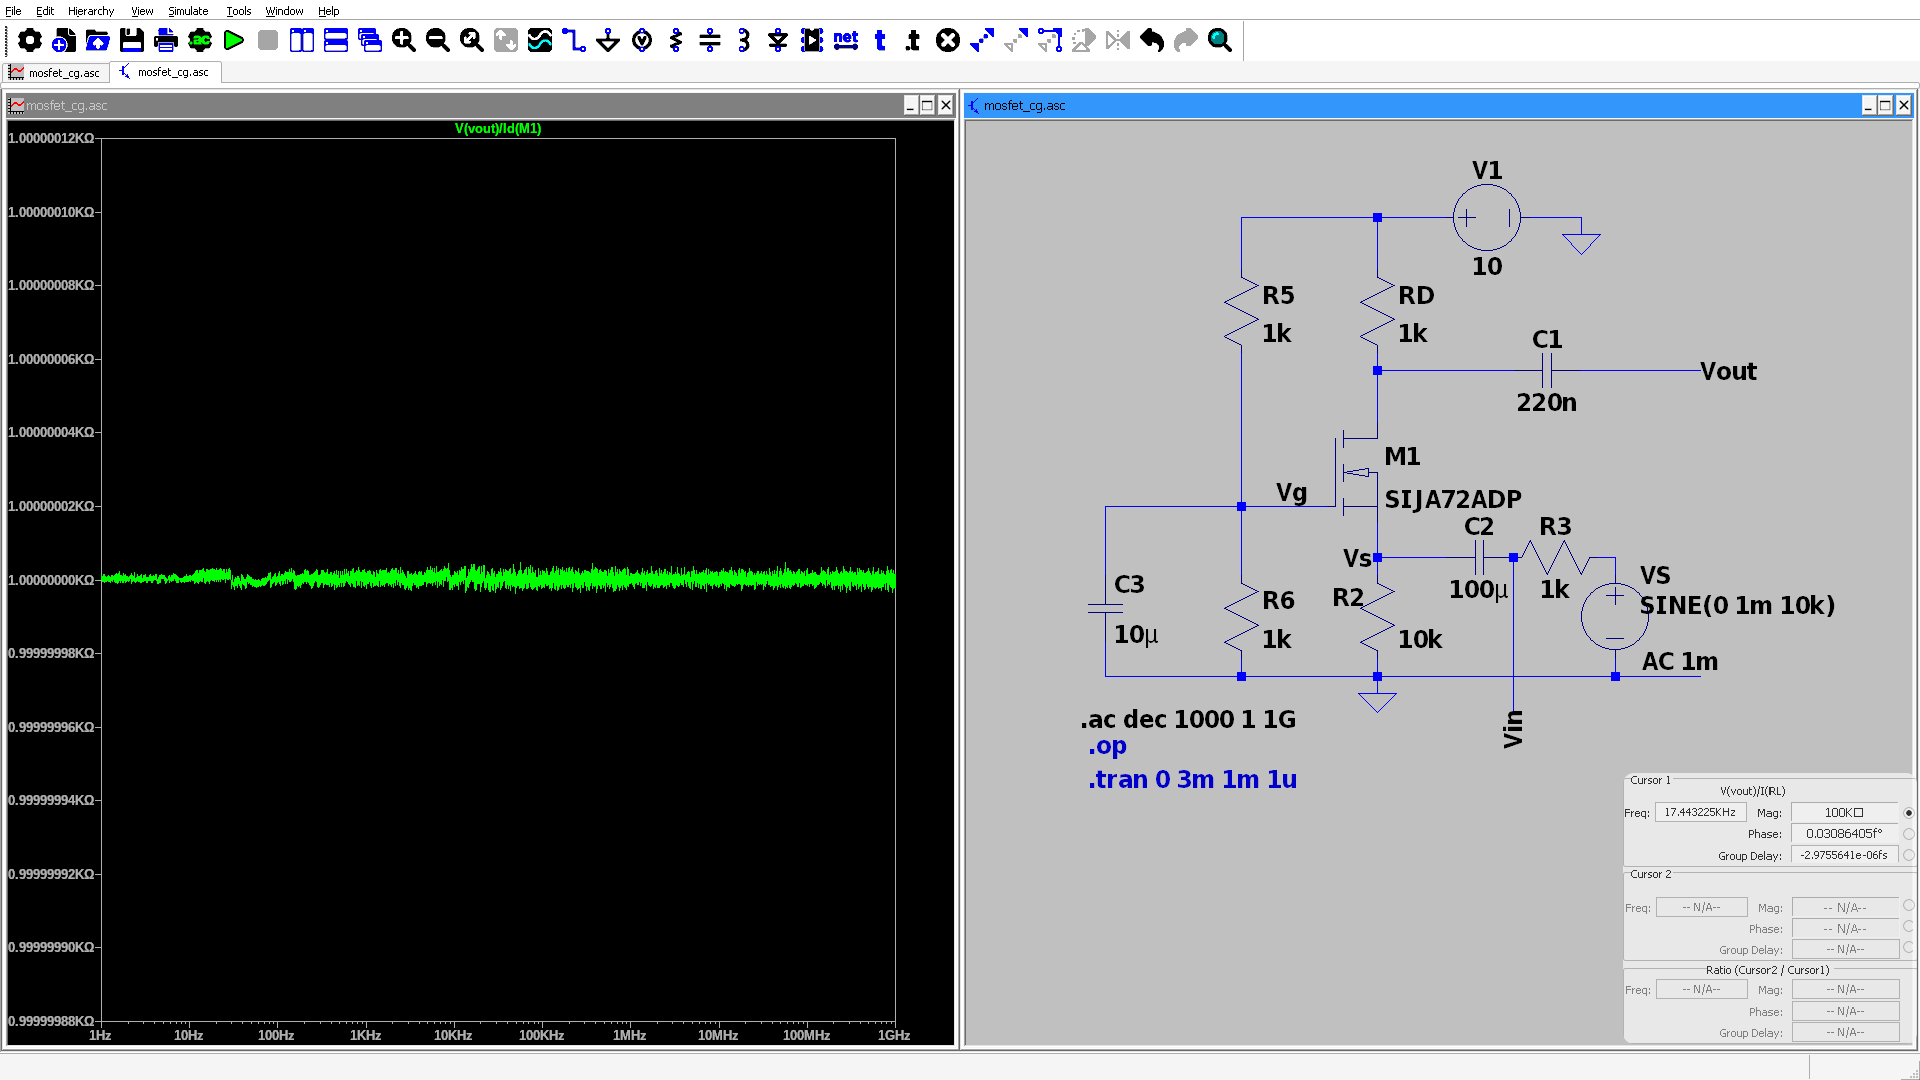 File Edit Hierarchy View Simulate Tools Window Help
.ac net t .t
mosfet_cg.asc mosfet_cg.asc
mosfet_cg.asc
V(vout)/Id(M1)
1.00000012KΩ
1.00000010KΩ
1.00000008KΩ
1.00000006KΩ
1.00000004KΩ
1.00000002KΩ
1.00000000KΩ
0.99999998KΩ
0.99999996KΩ
0.99999994KΩ
0.99999992KΩ
0.99999990KΩ
0.99999988KΩ
1Hz 10Hz 100Hz 1KHz 10KHz 100KHz 1MHz 10MHz 100MHz 1GHz
mosfet_cg.asc
V1
10
R5
1k
RD
1k
C1
220n
Vout
M1
SIJA72ADP
Vg
C2
100µ
R3
1k
Vs
VS
SINE(0 1m 10k)
AC 1m
C3
10µ
R6
1k
R2
10k
Vin
.ac dec 1000 1 1G
.op
.tran 0 3m 1m 1u
Cursor 1
V(vout)/I(RL)
Freq: 17.443225KHz Mag: 100K□
Phase: 0.03086405f°
Group Delay: -2.9755641e-06fs
Cursor 2
Freq: -- N/A-- Mag: -- N/A--
Phase: -- N/A--
Group Delay: -- N/A--
Ratio (Cursor2 / Cursor1)
Freq: -- N/A-- Mag: -- N/A--
Phase: -- N/A--
Group Delay: -- N/A--